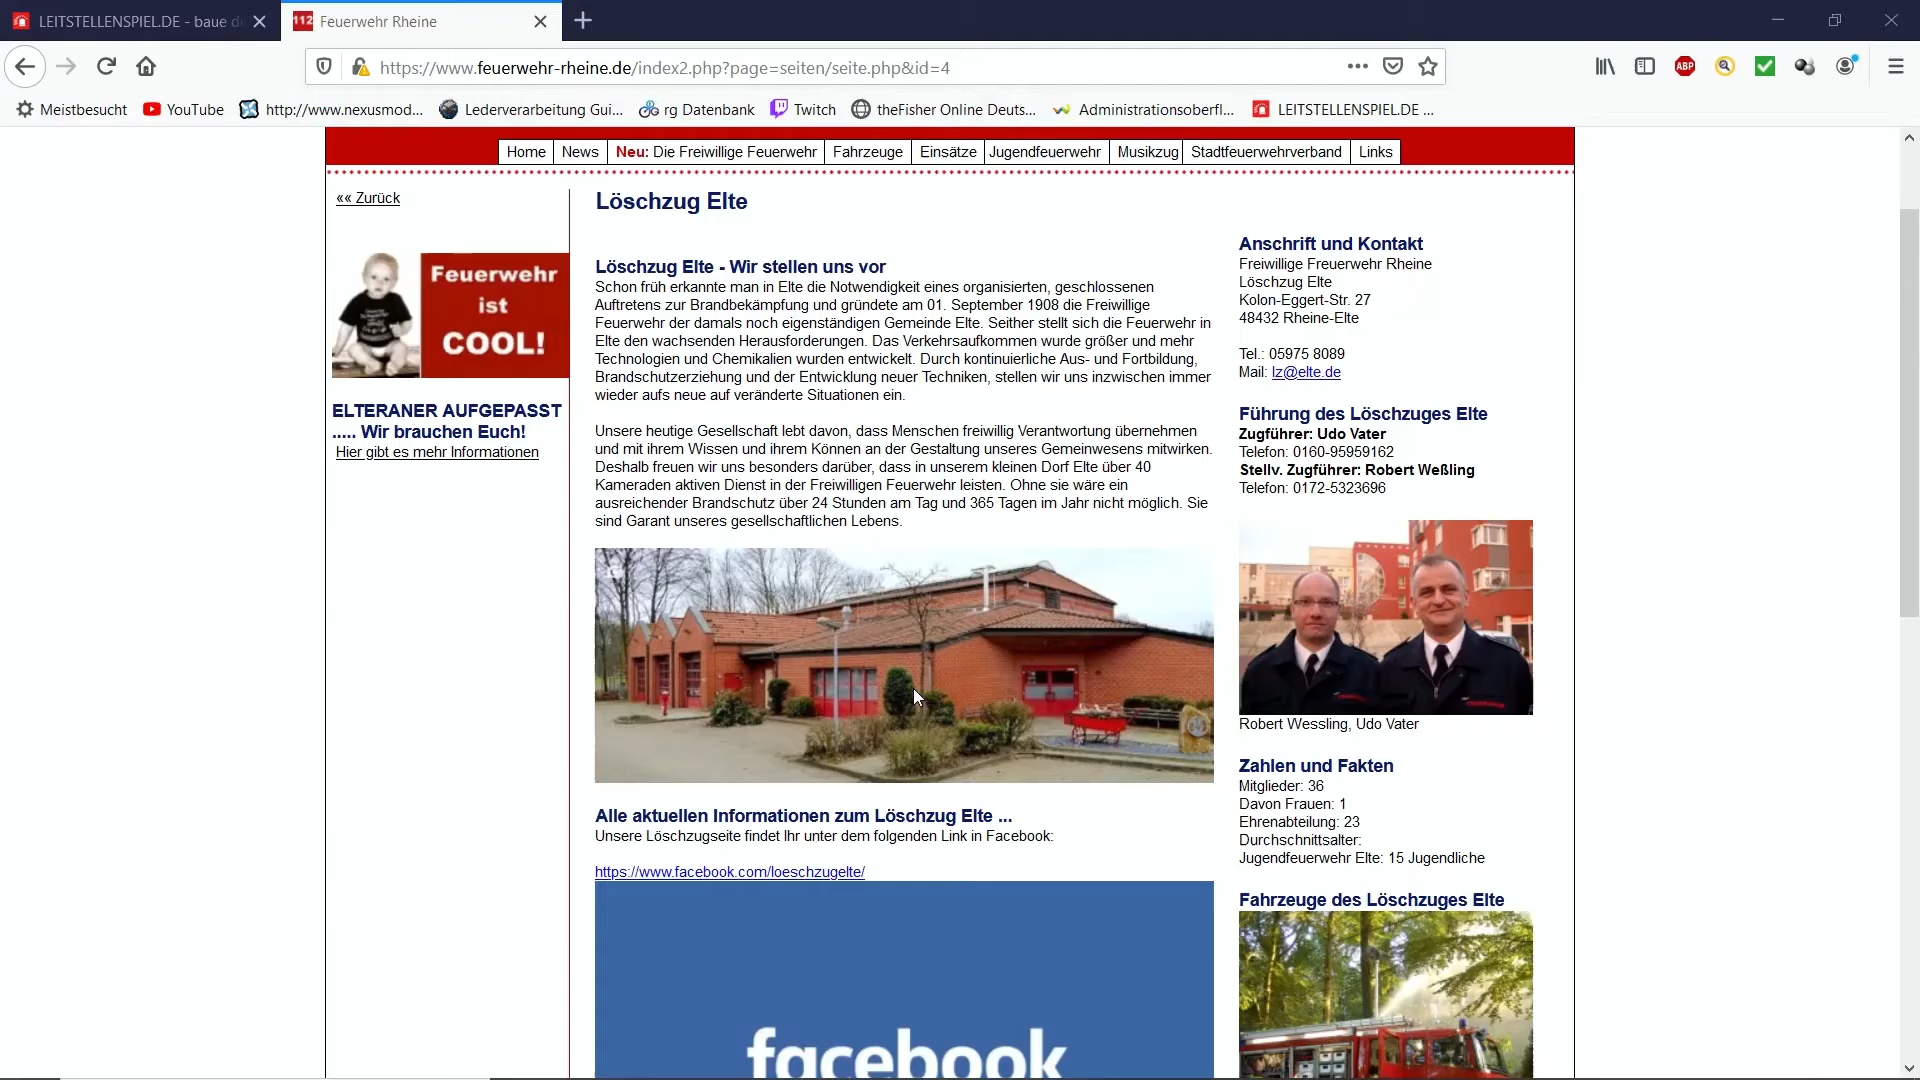 LEITSTELLENSPIEL.DE - baue d
112 Feuerwehr Rheine
https://www.feuerwehr-rheine.de/index2.php?page=seiten/seite.php&id=4
ABP
Meistbesucht
YouTube
http://www.nexusmod...
Lederverarbeitung Gui...
rg Datenbank
Twitch
theFisher Online Deuts...
Administrationsoberfl...
LEITSTELLENSPIEL.DE ...
Home
News
Neu: Die Freiwillige Feuerwehr
Fahrzeuge
Einsätze
Jugendfeuerwehr
Musikzug
Stadtfeuerwehrverband
Links
«« Zurück
Feuerwehr
ist
COOL!
ELTERANER AUFGEPASST
..... Wir brauchen Euch!
Hier gibt es mehr Informationen
Löschzug Elte
Löschzug Elte - Wir stellen uns vor
Schon früh erkannte man in Elte die Notwendigkeit eines organisierten, geschlossenen
Auftretens zur Brandbekämpfung und gründete am 01. September 1908 die Freiwillige
Feuerwehr der damals noch eigenständigen Gemeinde Elte. Seither stellt sich die Feuerwehr in
Elte den wachsenden Herausforderungen. Das Verkehrsaufkommen wurde größer und mehr
Technologien und Chemikalien wurden entwickelt. Durch kontinuierliche Aus- und Fortbildung,
Brandschutzerziehung und der Entwicklung neuer Techniken, stellen wir uns inzwischen immer
wieder aufs neue auf veränderte Situationen ein.
Unsere heutige Gesellschaft lebt davon, dass Menschen freiwillig Verantwortung übernehmen
und mit ihrem Wissen und ihrem Können an der Gestaltung unseres Gemeinwesens mitwirken.
Deshalb freuen wir uns besonders darüber, dass in unserem kleinen Dorf Elte über 40
Kameraden aktiven Dienst in der Freiwilligen Feuerwehr leisten. Ohne sie wäre ein
ausreichender Brandschutz über 24 Stunden am Tag und 365 Tagen im Jahr nicht möglich. Sie
sind Garant unseres gesellschaftlichen Lebens.
Alle aktuellen Informationen zum Löschzug Elte ...
Unsere Löschzugseite findet Ihr unter dem folgenden Link in Facebook:
https://www.facebook.com/loeschzugelte/
facebook
Anschrift und Kontakt
Freiwillige Freuerwehr Rheine
Löschzug Elte
Kolon-Eggert-Str. 27
48432 Rheine-Elte
Tel.: 05975 8089
Mail: lz@elte.de
Führung des Löschzuges Elte
Zugführer: Udo Vater
Telefon: 0160-95959162
Stellv. Zugführer: Robert Weßling
Telefon: 0172-5323696
Robert Wessling, Udo Vater
Zahlen und Fakten
Mitglieder: 36
Davon Frauen: 1
Ehrenabteilung: 23
Durchschnittsalter:
Jugendfeuerwehr Elte: 15 Jugendliche
Fahrzeuge des Löschzuges Elte